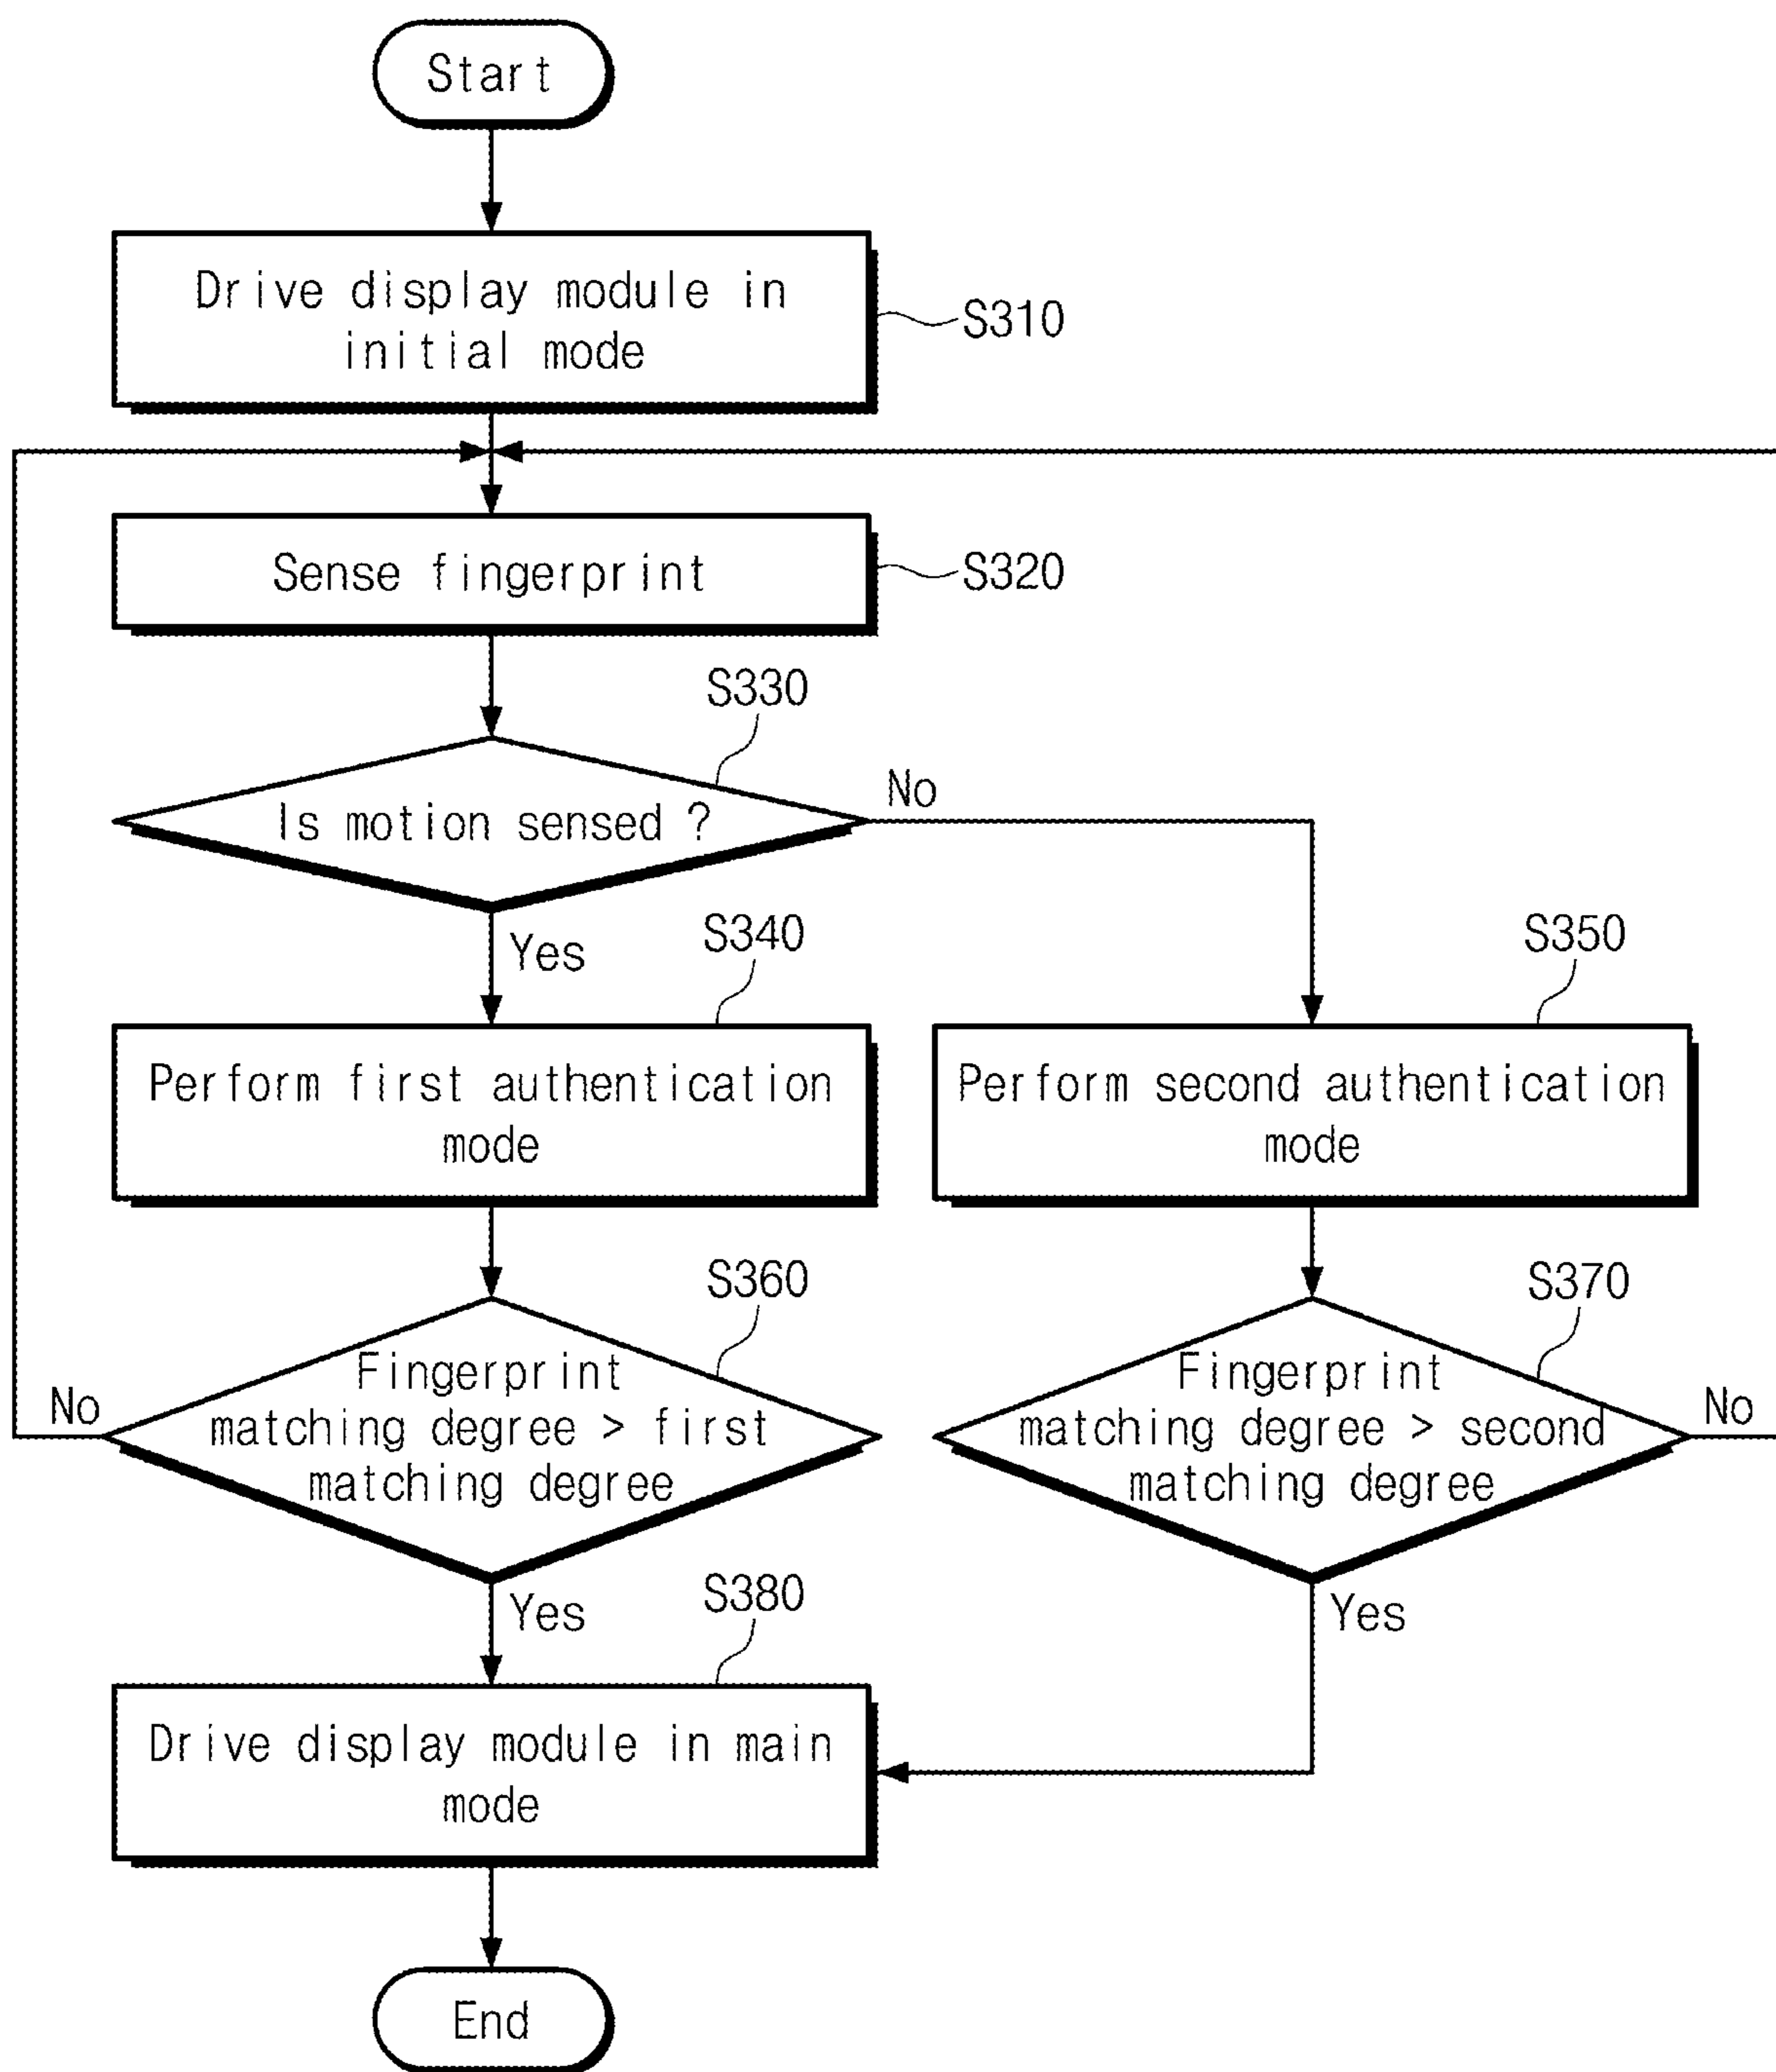 Start
Drive display module in
initial mode
S310
Sense fingerprint
S320
S330
Is motion sensed ?
No
Yes
S340
S350
Perform first authentication
mode
Perform second authentication
mode
S360
S370
Fingerprint
matching degree > first
matching degree
No
Fingerprint
matching degree > second
matching degree
No
Yes
S380
Yes
Drive display module in main
mode
End